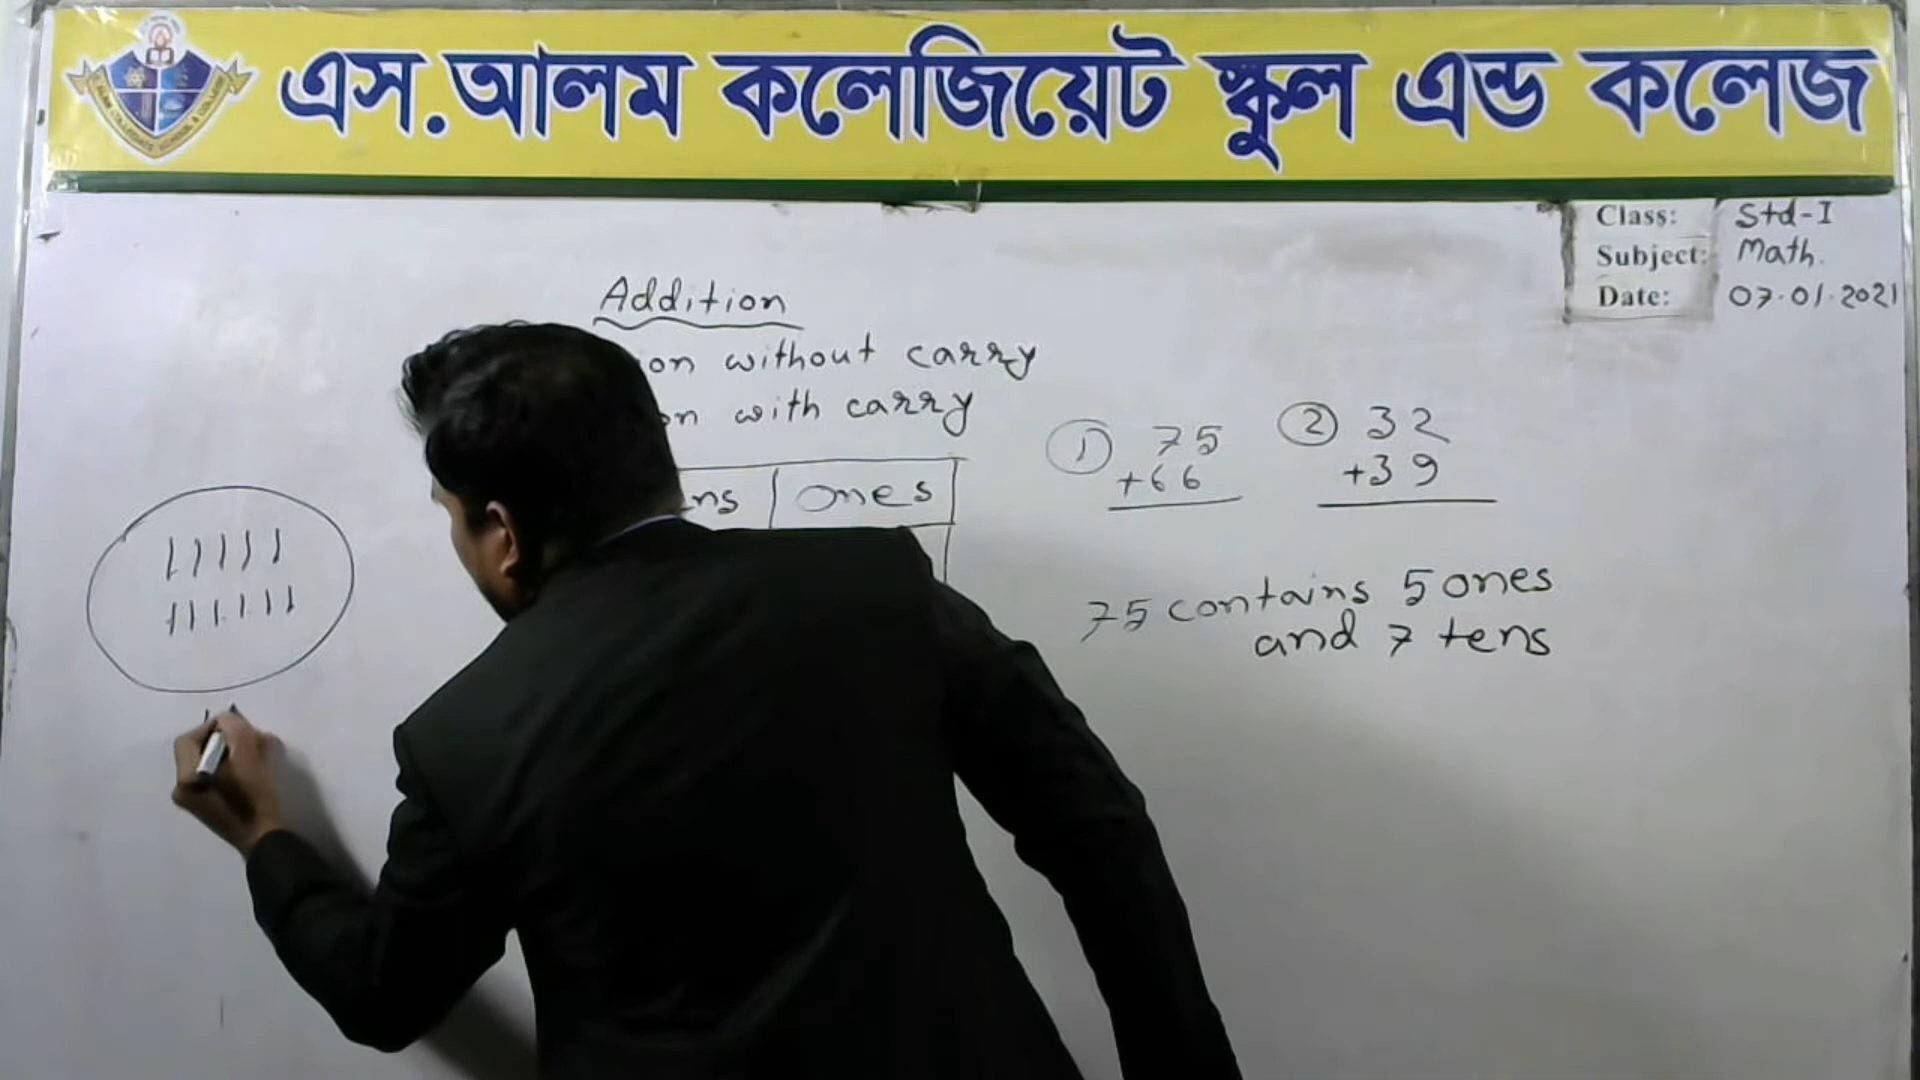 এস.আলম কলেজিয়েট স্কুল এন্ড কলেজ
Class: Std-I
Subject: Math.
Date: 07.01.2021
Addition
on without carry
on with carry
ns ones
① 75
+66
② 32
+39
75 contains 5 ones
and 7 tens